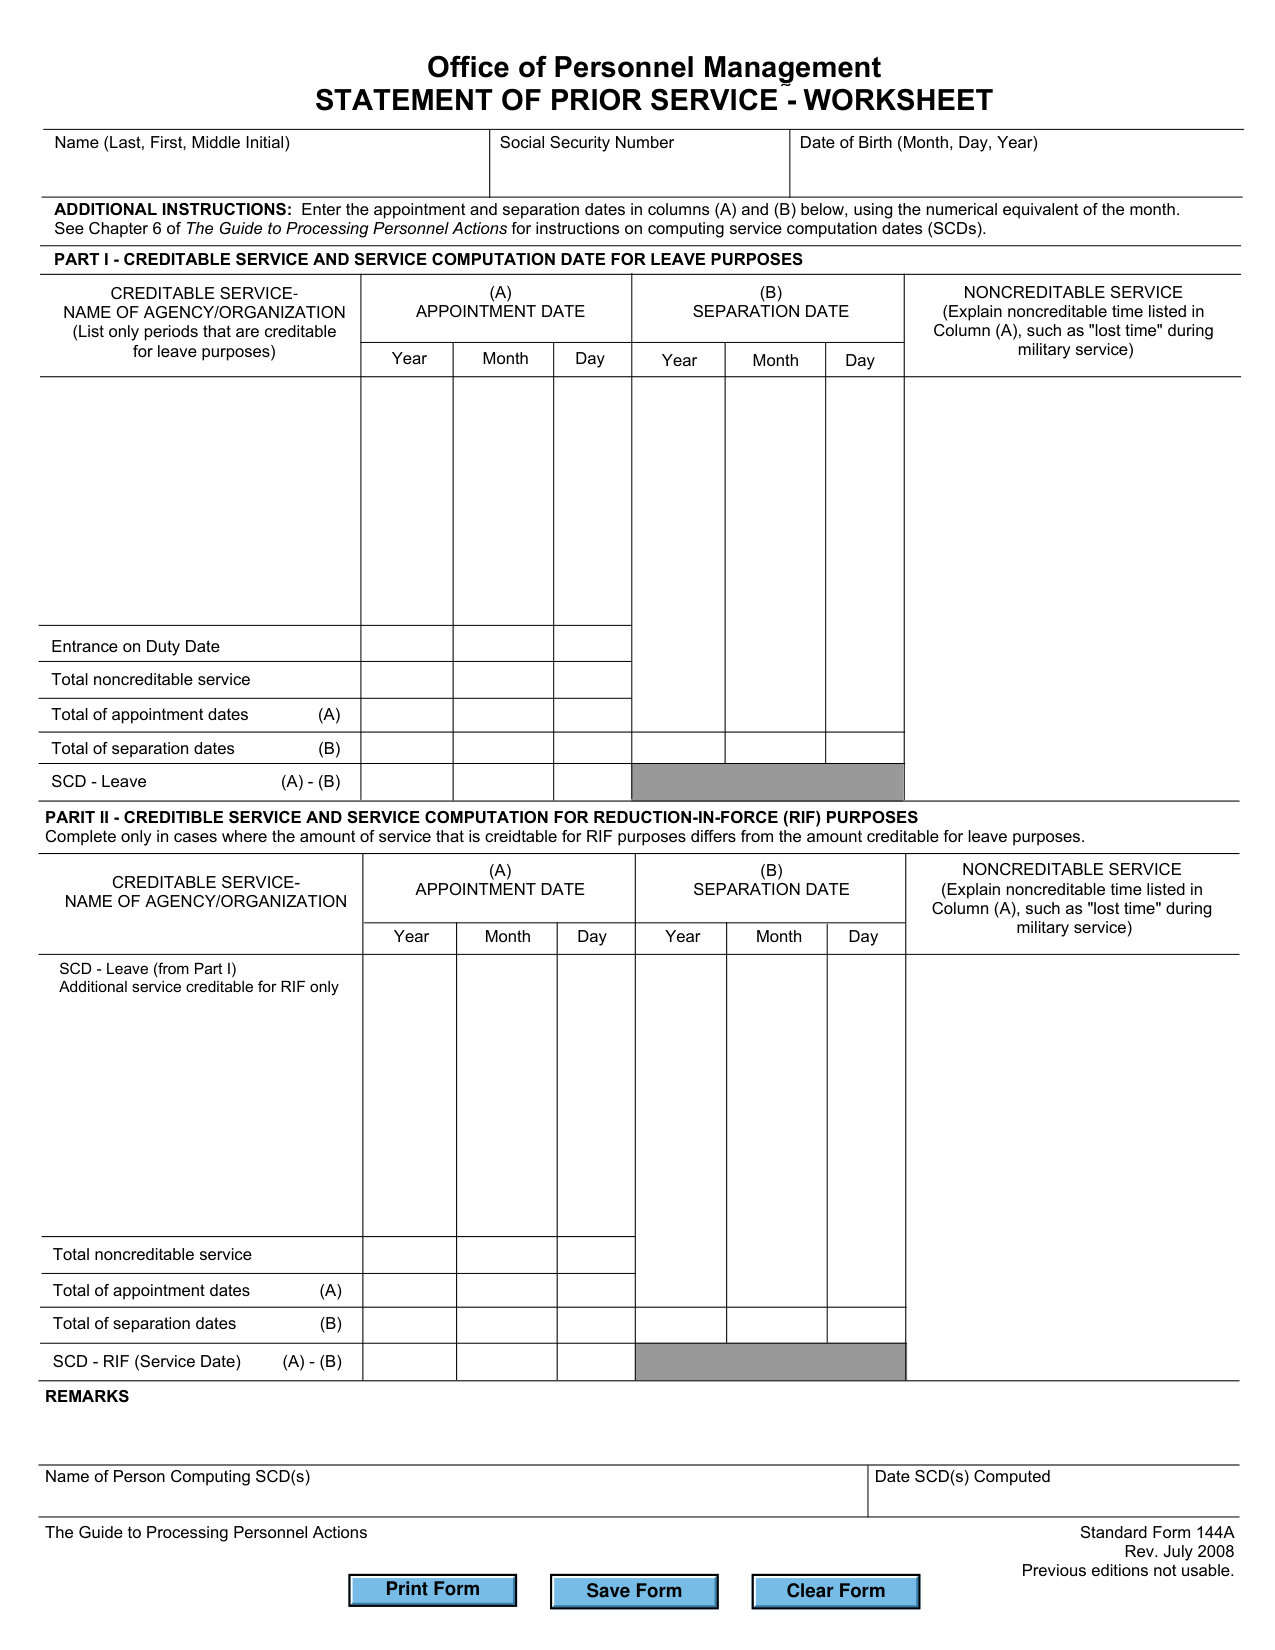 Office of Personnel Management
STATEMENT OF PRIOR SERVICE ̃ - WORKSHEET
Name (Last, First, Middle Initial)
Social Security Number
Date of Birth (Month, Day, Year)
ADDITIONAL INSTRUCTIONS: Enter the appointment and separation dates in columns (A) and (B) below, using the numerical equivalent of the month.
See Chapter 6 of The Guide to Processing Personnel Actions for instructions on computing service computation dates (SCDs).
PART I - CREDITABLE SERVICE AND SERVICE COMPUTATION DATE FOR LEAVE PURPOSES
CREDITABLE SERVICE-
NAME OF AGENCY/ORGANIZATION
(List only periods that are creditable
for leave purposes)
(A)
APPOINTMENT DATE
Year Month Day
(B)
SEPARATION DATE
Year Month Day
NONCREDITABLE SERVICE
(Explain noncreditable time listed in
Column (A), such as "lost time" during
military service)
Entrance on Duty Date
Total noncreditable service
Total of appointment dates (A)
Total of separation dates (B)
SCD - Leave (A) - (B)
PARIT II - CREDITIBLE SERVICE AND SERVICE COMPUTATION FOR REDUCTION-IN-FORCE (RIF) PURPOSES
Complete only in cases where the amount of service that is creidtable for RIF purposes differs from the amount creditable for leave purposes.
CREDITABLE SERVICE-
NAME OF AGENCY/ORGANIZATION
(A)
APPOINTMENT DATE
Year Month Day
(B)
SEPARATION DATE
Year Month Day
NONCREDITABLE SERVICE
(Explain noncreditable time listed in
Column (A), such as "lost time" during
military service)
SCD - Leave (from Part I)
Additional service creditable for RIF only
Total noncreditable service
Total of appointment dates (A)
Total of separation dates (B)
SCD - RIF (Service Date) (A) - (B)
REMARKS
Name of Person Computing SCD(s)
Date SCD(s) Computed
The Guide to Processing Personnel Actions
Standard Form 144A
Rev. July 2008
Previous editions not usable.
Print Form
Save Form
Clear Form